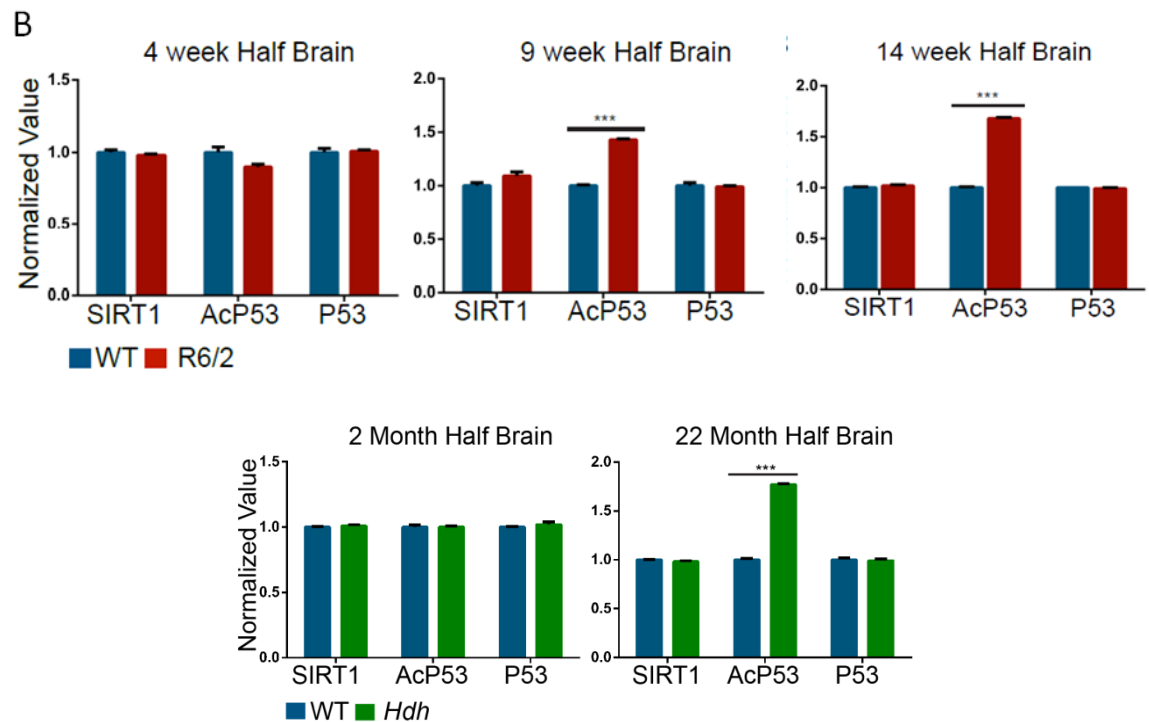 B
4 week Half Brain
9 week Half Brain
14 week Half Brain
Normalized Value
1.5
1.0
0.5
0.0
SIRT1 AcP53 P53
2.0
1.5
1.0
0.5
0.0
***
SIRT1 AcP53 P53
2.0
1.5
1.0
0.5
0.0
***
SIRT1 AcP53 P53
WT R6/2
2 Month Half Brain
22 Month Half Brain
Normalized Value
1.5
1.0
0.5
0.0
SIRT1 AcP53 P53
2.0
1.5
1.0
0.5
0.0
***
SIRT1 AcP53 P53
WT Hdh